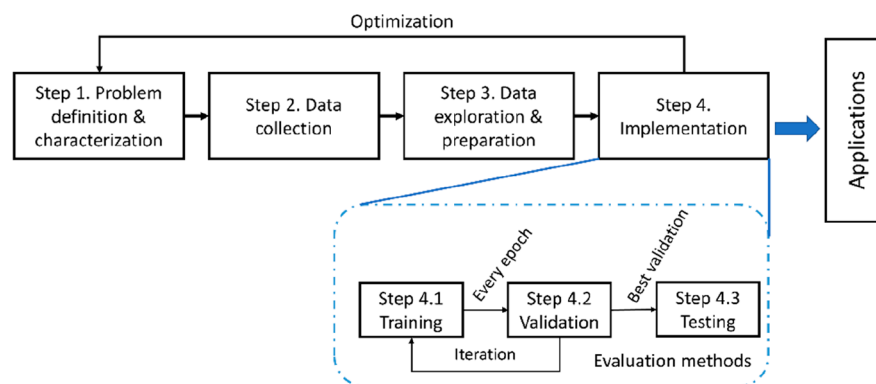 Optimization
Step 1. Problem
definition &
characterization
Step 2. Data
collection
Step 3. Data
exploration &
preparation
Step 4.
Implementation
Applications
Every epoch
Best validation
Step 4.1
Training
Step 4.2
Validation
Step 4.3
Testing
Iteration
Evaluation methods